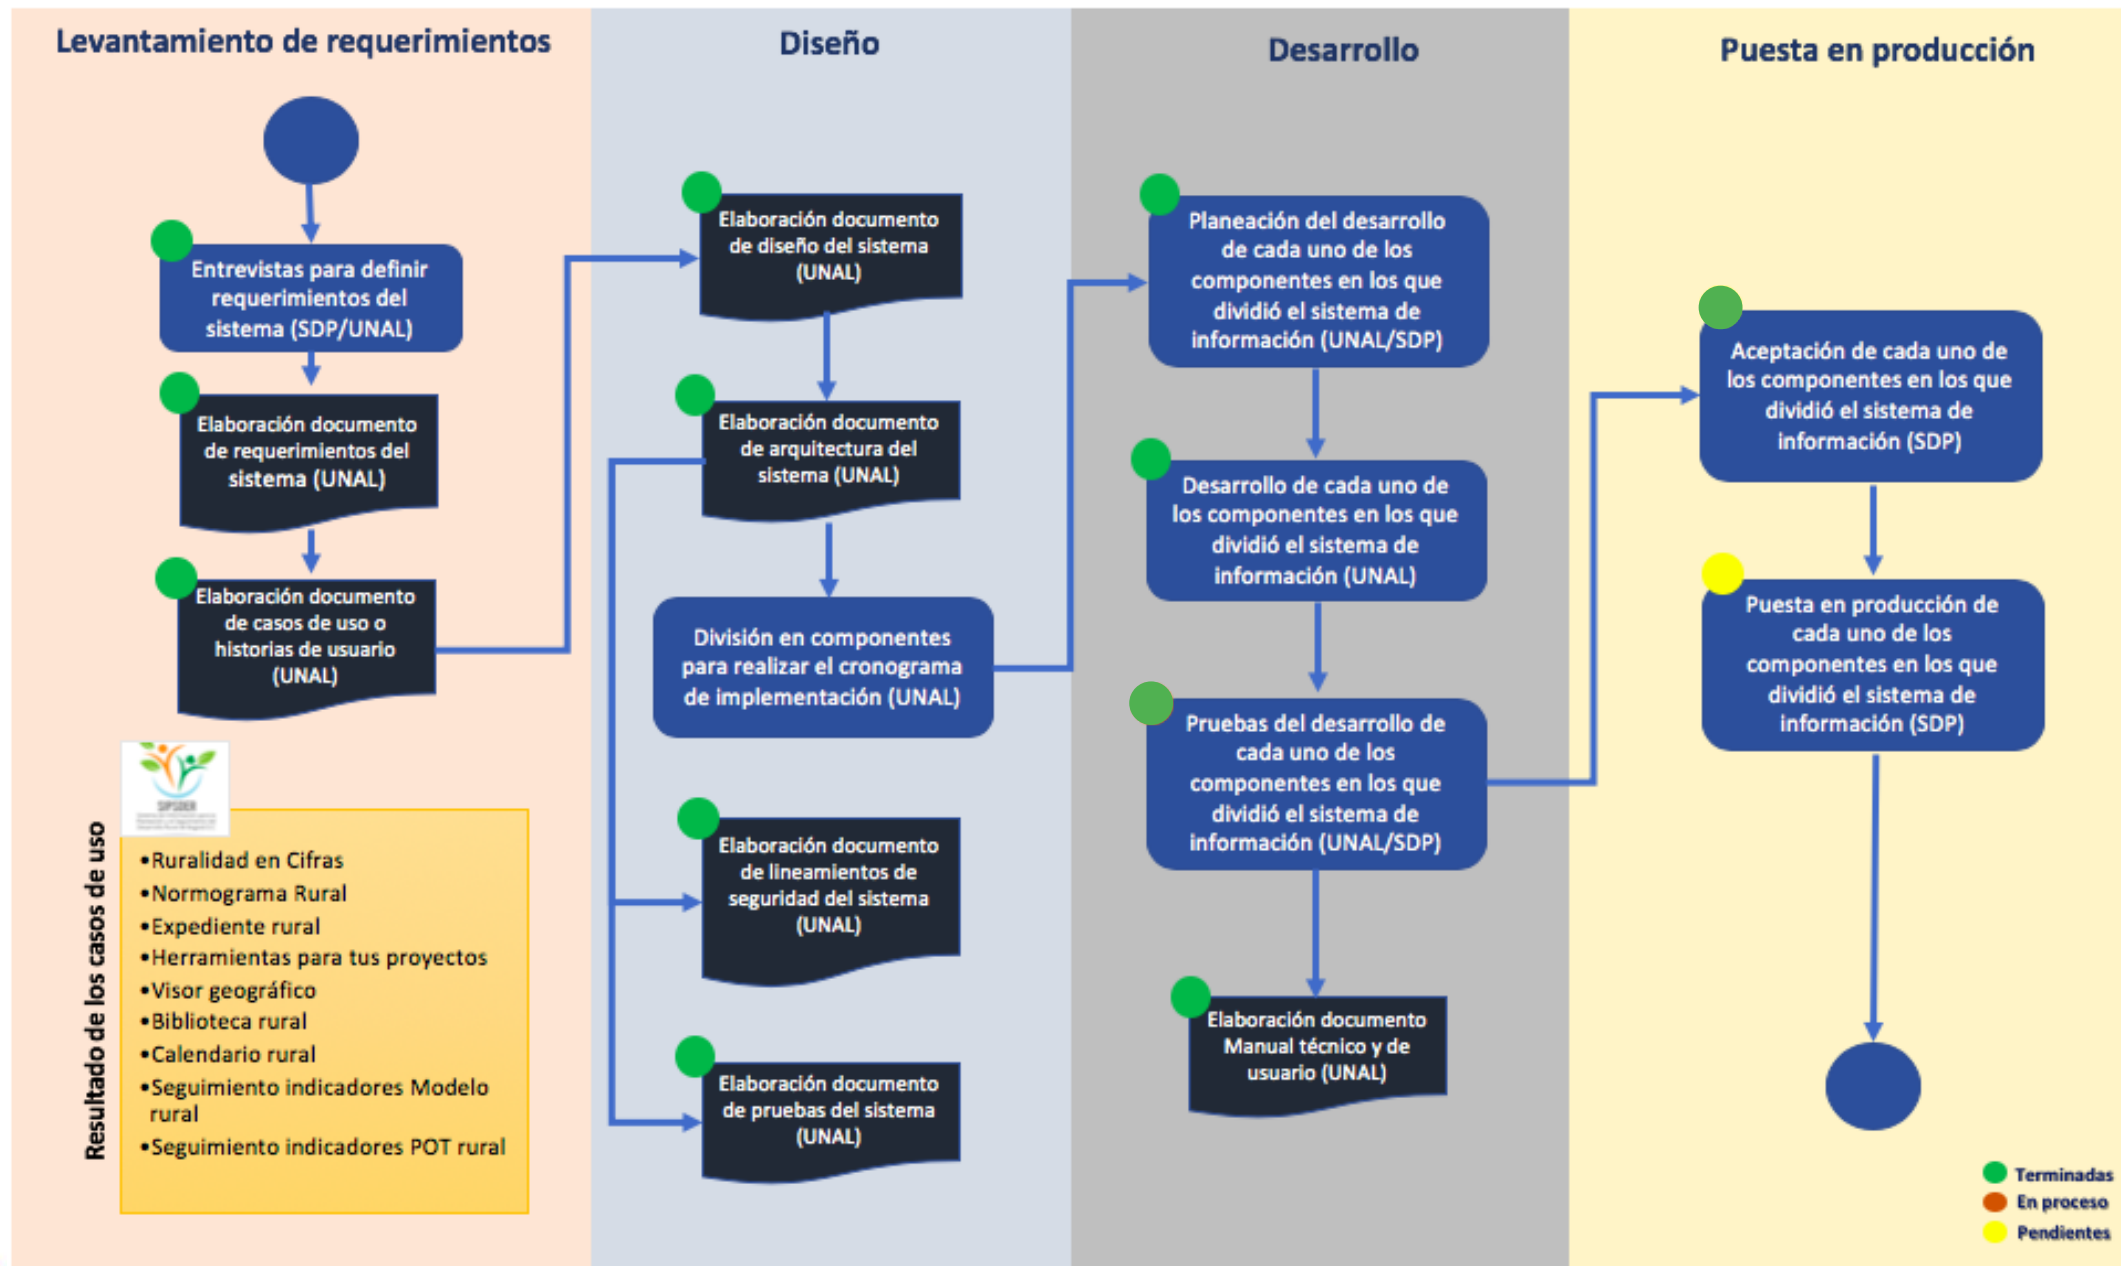 Levantamiento de requerimientos
Entrevistas para definir
requerimientos del
sistema (SDP/UNAL)
Elaboración documento
de requerimientos del
sistema (UNAL)
Elaboración documento
de casos de uso o
historias de usuario
(UNAL)
SIPSDER
Resultado de los casos de uso
•Ruralidad en Cifras
•Normograma Rural
•Expediente rural
•Herramientas para tus proyectos
•Visor geográfico
•Biblioteca rural
•Calendario rural
•Seguimiento indicadores Modelo
rural
•Seguimiento indicadores POT rural
Diseño
Elaboración documento
de diseño del sistema
(UNAL)
Elaboración documento
de arquitectura del
sistema (UNAL)
División en componentes
para realizar el cronograma
de implementación (UNAL)
Elaboración documento
de lineamientos de
seguridad del sistema
(UNAL)
Elaboración documento
de pruebas del sistema
(UNAL)
Desarrollo
Planeación del desarrollo
de cada uno de los
componentes en los que
dividió el sistema de
información (UNAL/SDP)
Desarrollo de cada uno de
los componentes en los que
dividió el sistema de
información (UNAL)
Pruebas del desarrollo de
cada uno de los
componentes en los que
dividió el sistema de
información (UNAL/SDP)
Elaboración documento
Manual técnico y de
usuario (UNAL)
Puesta en producción
Aceptación de cada uno de
los componentes en los que
dividió el sistema de
información (SDP)
Puesta en producción de
cada uno de los
componentes en los que
dividió el sistema de
información (SDP)
Terminadas
En proceso
Pendientes